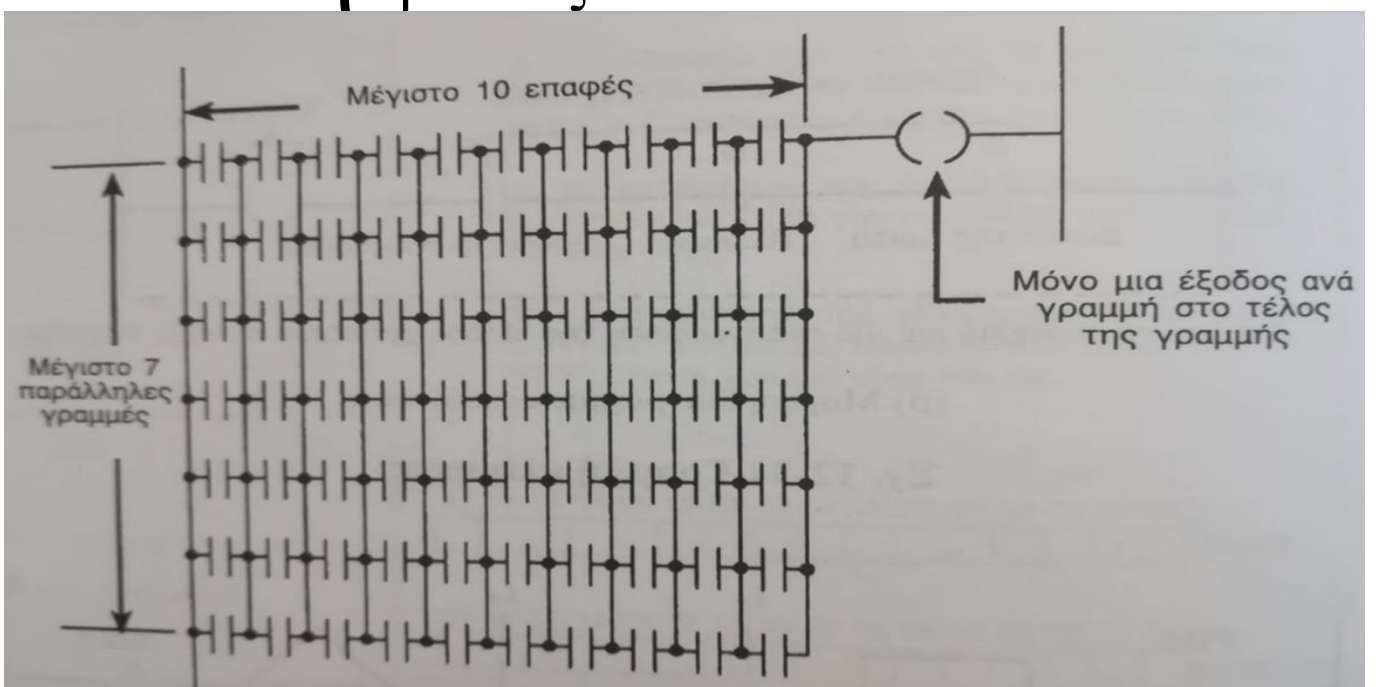 Μέγιστο 10 επαφές
Μόνο μια έξοδος ανά
γραμμή στο τέλος
της γραμμής
Μέγιστο 7
παράλληλες
γραμμές